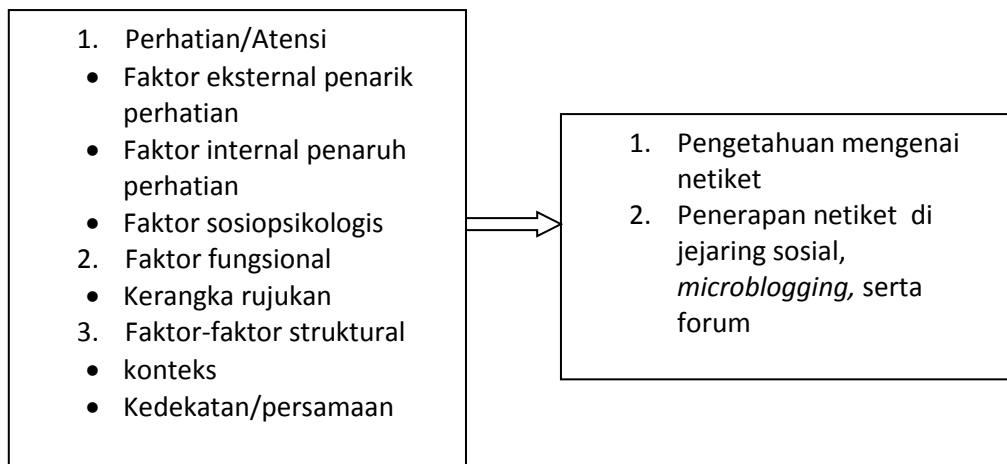 1. Perhatian/Atensi
• Faktor eksternal penarik
perhatian
• Faktor internal penaruh
perhatian
• Faktor sosiopsikologis
2. Faktor fungsional
• Kerangka rujukan
3. Faktor-faktor struktural
• konteks
• Kedekatan/persamaan
1. Pengetahuan mengenai
netiket
2. Penerapan netiket di
jejaring sosial,
microblogging, serta
forum